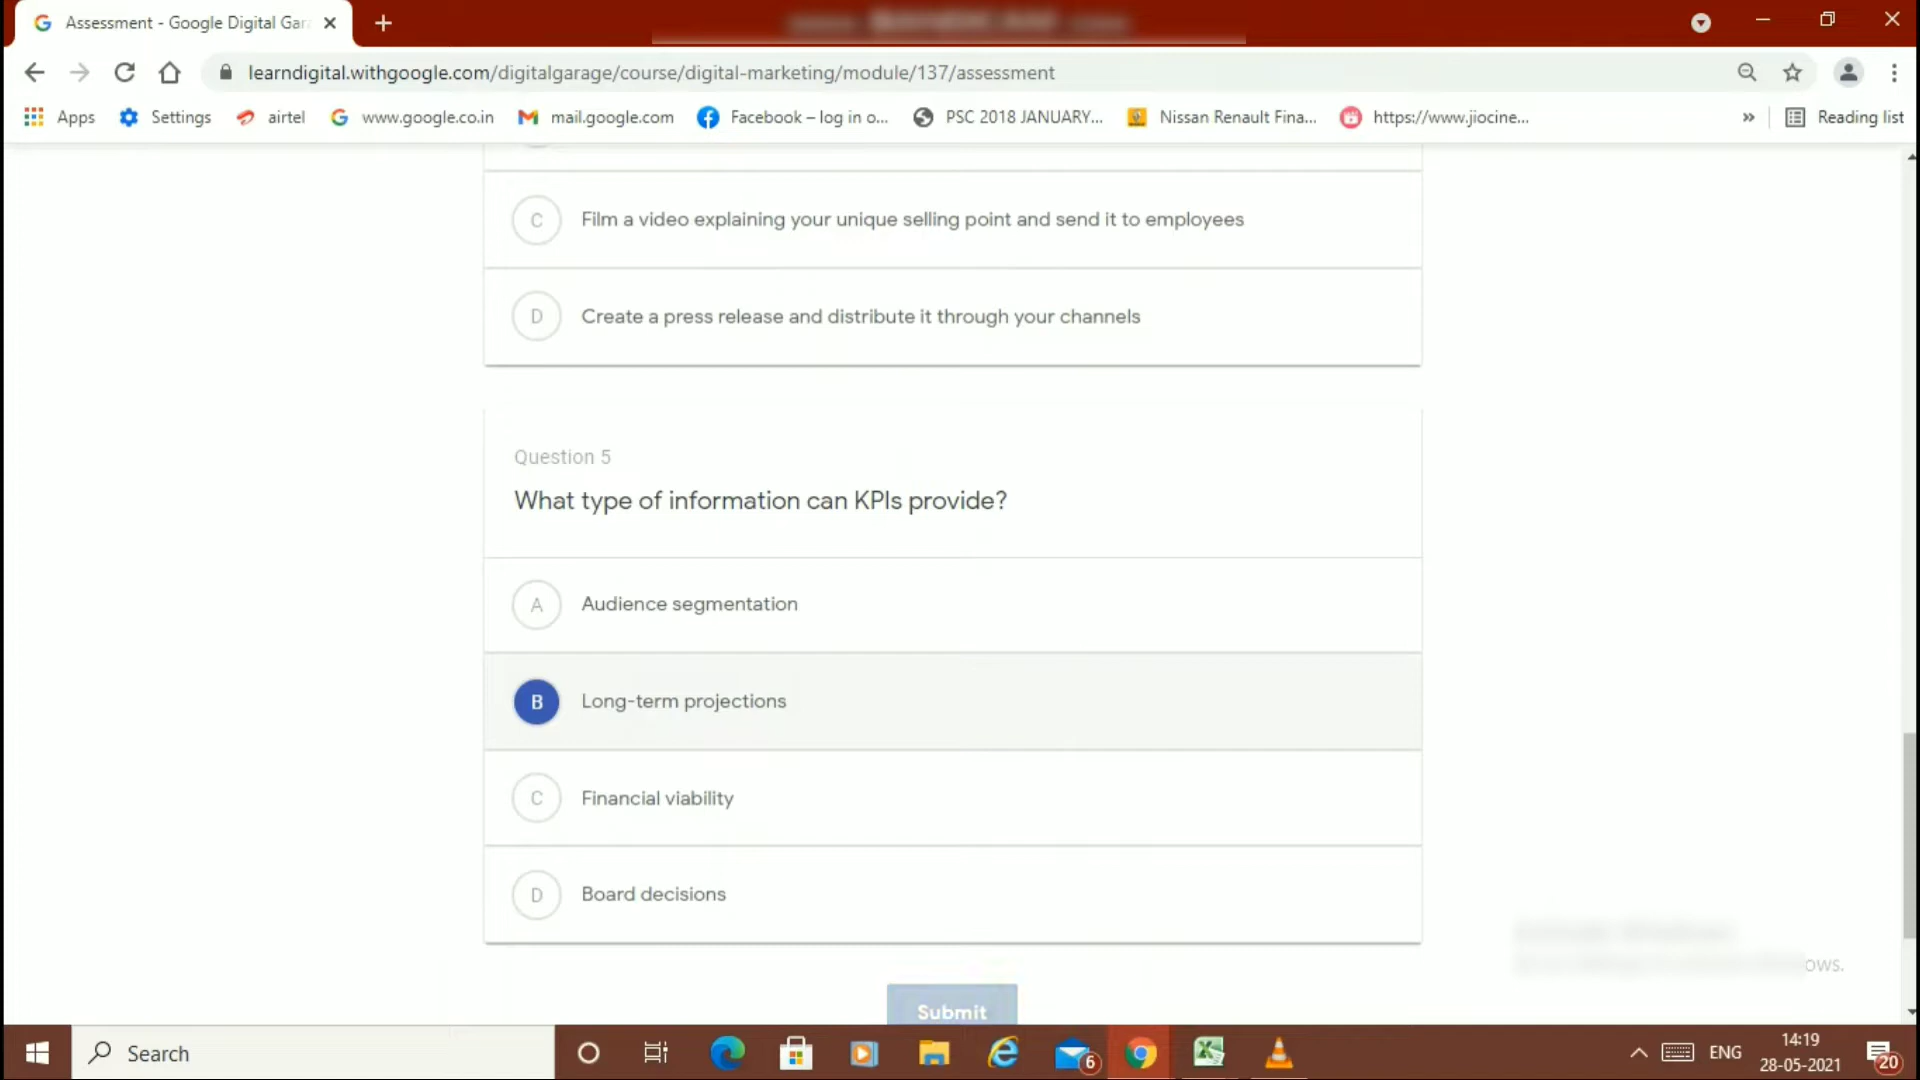 Assessment - Google Digital Gar
learndigital.withgoogle.com/digitalgarage/course/digital-marketing/module/137/assessment
Apps Settings airtel www.google.co.in mail.google.com Facebook – log in o... PSC 2018 JANUARY... Nissan Renault Fina... https://www.jiocine... » Reading list
C Film a video explaining your unique selling point and send it to employees
D Create a press release and distribute it through your channels
Question 5
What type of information can KPIs provide?
A Audience segmentation
B Long-term projections
C Financial viability
D Board decisions
ows.
Submit
Search 6 ENG 14:19 20
28-05-2021